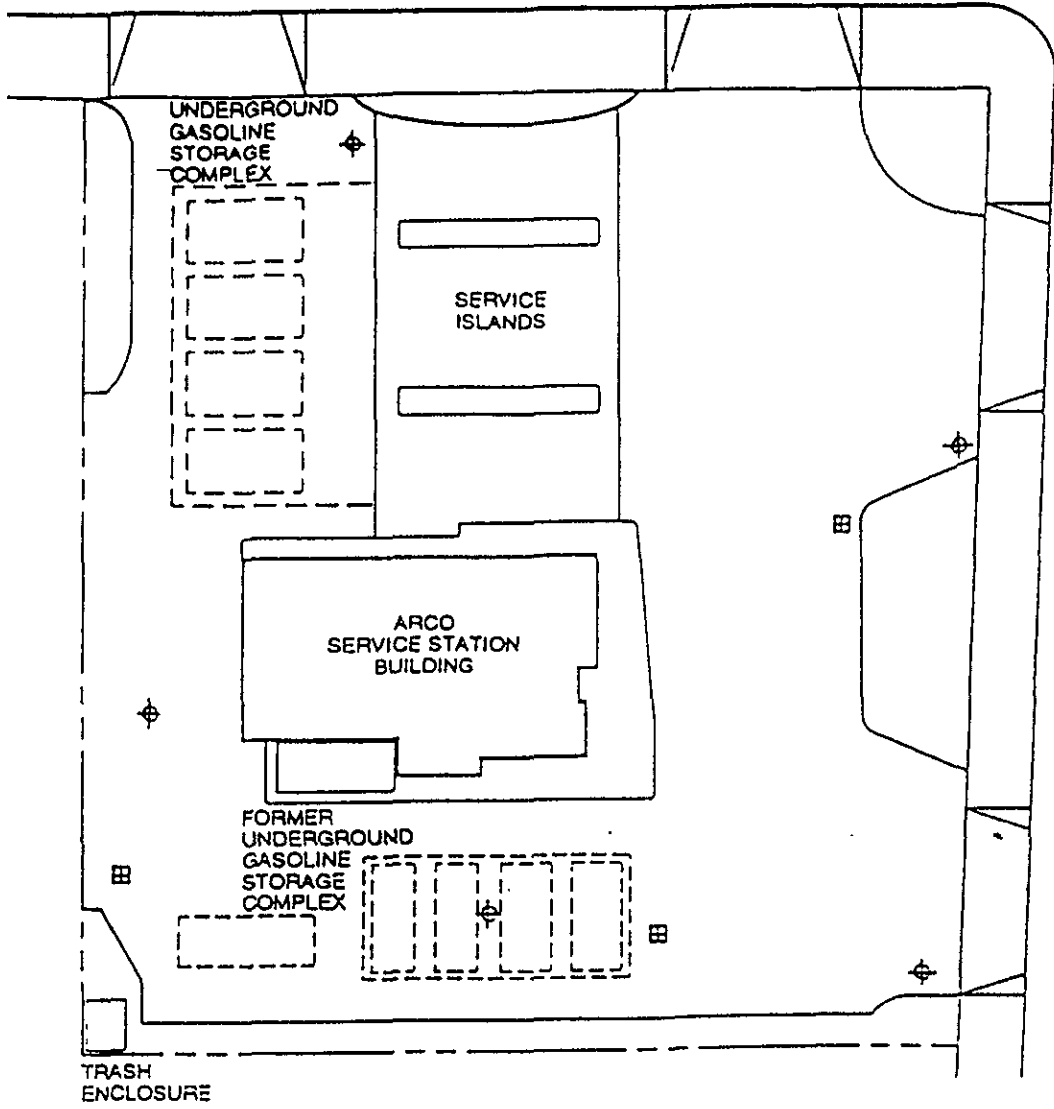 UNDERGROUND
GASOLINE
STORAGE
COMPLEX
SERVICE
ISLANDS
ARCO
SERVICE STATION
BUILDING
FORMER
UNDERGROUND
GASOLINE
STORAGE
COMPLEX
TRASH
ENCLOSURE